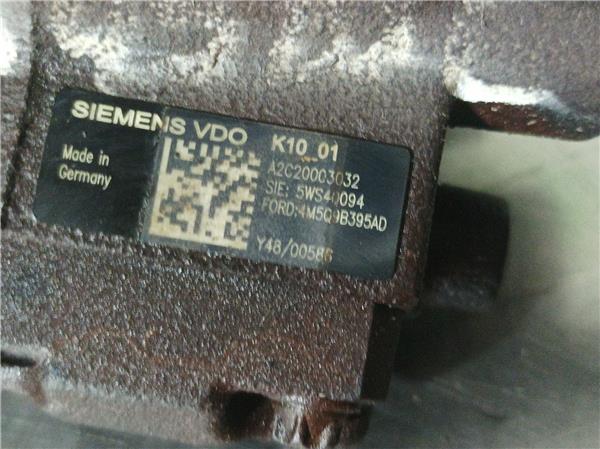 SIEMENS VDO K10_01
Made in
Germany
A2C20003032
SIE: 5WS40094
FORD:4M5Q9B395AD
Y48/00586